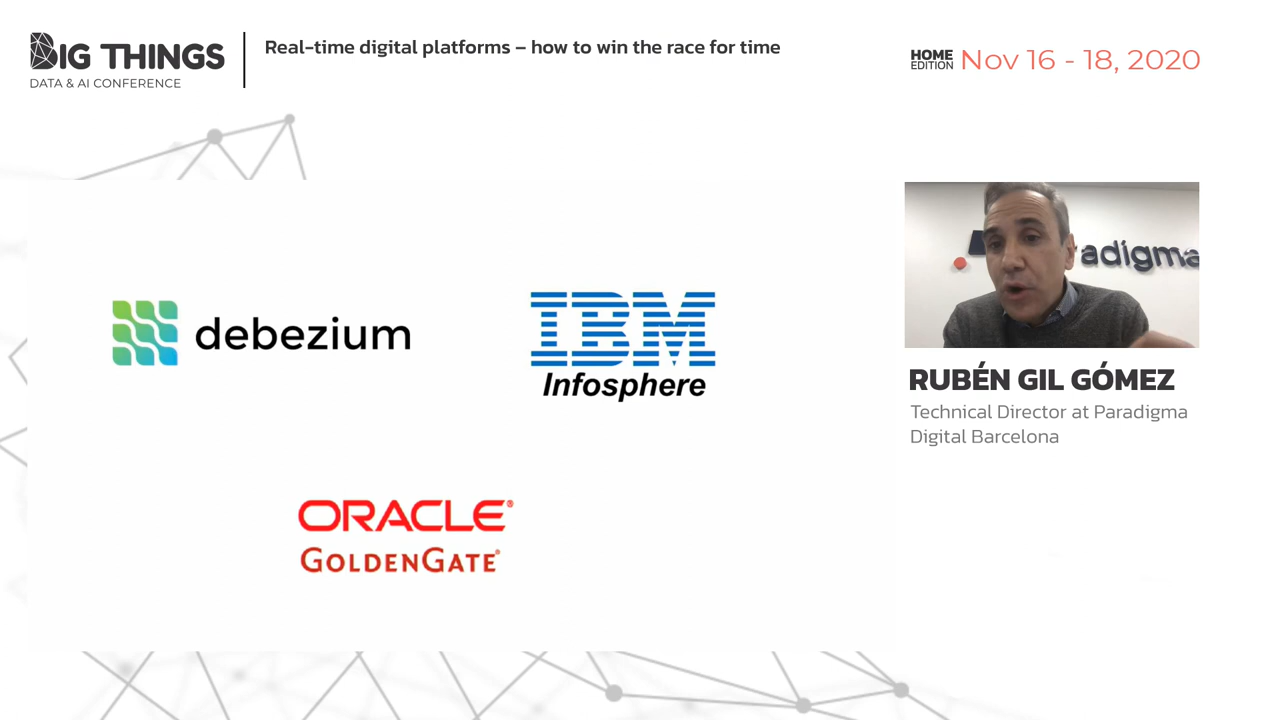 BIG THINGS
DATA & AI CONFERENCE
Real-time digital platforms – how to win the race for time
HOME
EDITION
Nov 16 - 18, 2020
debezium
IBM
Infosphere
ORACLE®
GOLDENGATE®
adigma
RUBÉN GIL GÓMEZ
Technical Director at Paradigma
Digital Barcelona